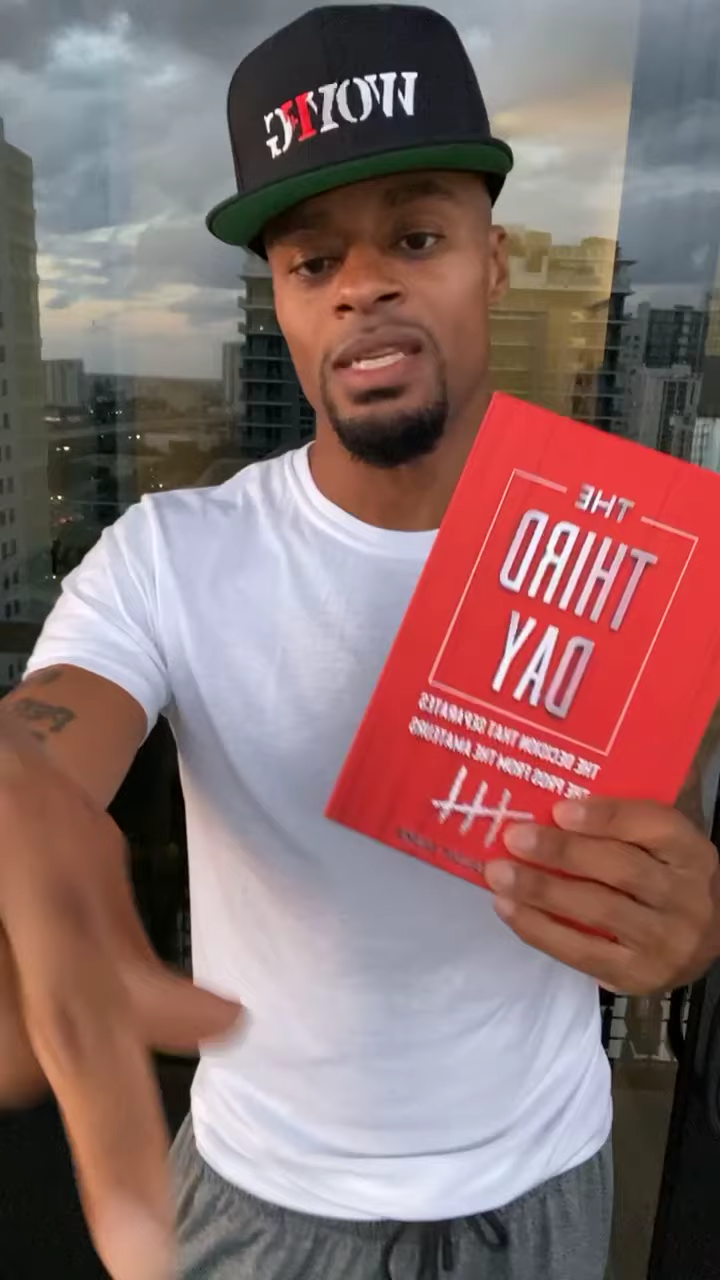 THE
THIRD
DAY
THE DECISION THAT SEPARATES
THE PROS FROM THE AMATEURS